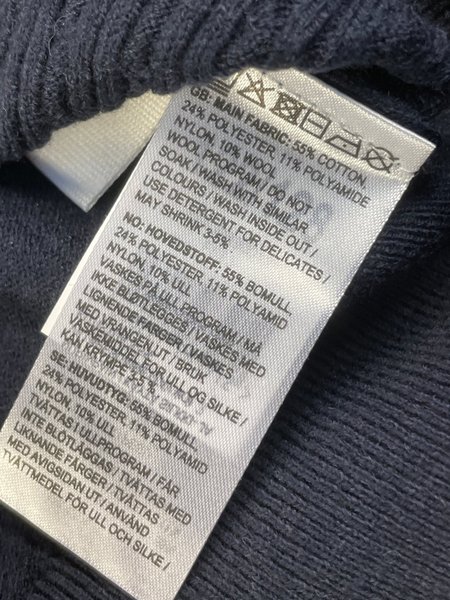 GB: MAIN FABRIC: 55% COTTON,
24% POLYESTER, 11% POLYAMIDE
NYLON, 10% WOOL
WOOL PROGRAM / DO NOT
SOAK / WASH WITH SIMILAR
COLOURS / WASH INSIDE OUT /
USE DETERGENT FOR DELICATES /
MAY SHRINK 3-5%
NO: HOVEDSTOFF: 55% BOMULL,
24% POLYESTER, 11% POLYAMID
NYLON, 10% ULL
VASKES PÅ ULL PROGRAM / MÅ
IKKE BLØTLEGGES / VASKES MED
LIGNENDE FARGER / VASKES
MED VRANGEN UT / BRUK
VASKEMIDDEL FOR ULL OG SILKE /
KAN KRYMPE 3-5 %
SE: HUVUDTYG: 55% BOMULL,
24% POLYESTER, 11% POLYAMID
NYLON, 10% ULL
TVÄTTAS I ULLPROGRAM / FÅR
INTE BLÖTLÄGGAS / TVÄTTAS MED
LIKNANDE FÄRGER / TVÄTTAS
MED AVIGSIDAN UT / ANVÄND
TVÄTTMEDEL FÖR ULL OCH SILKE /